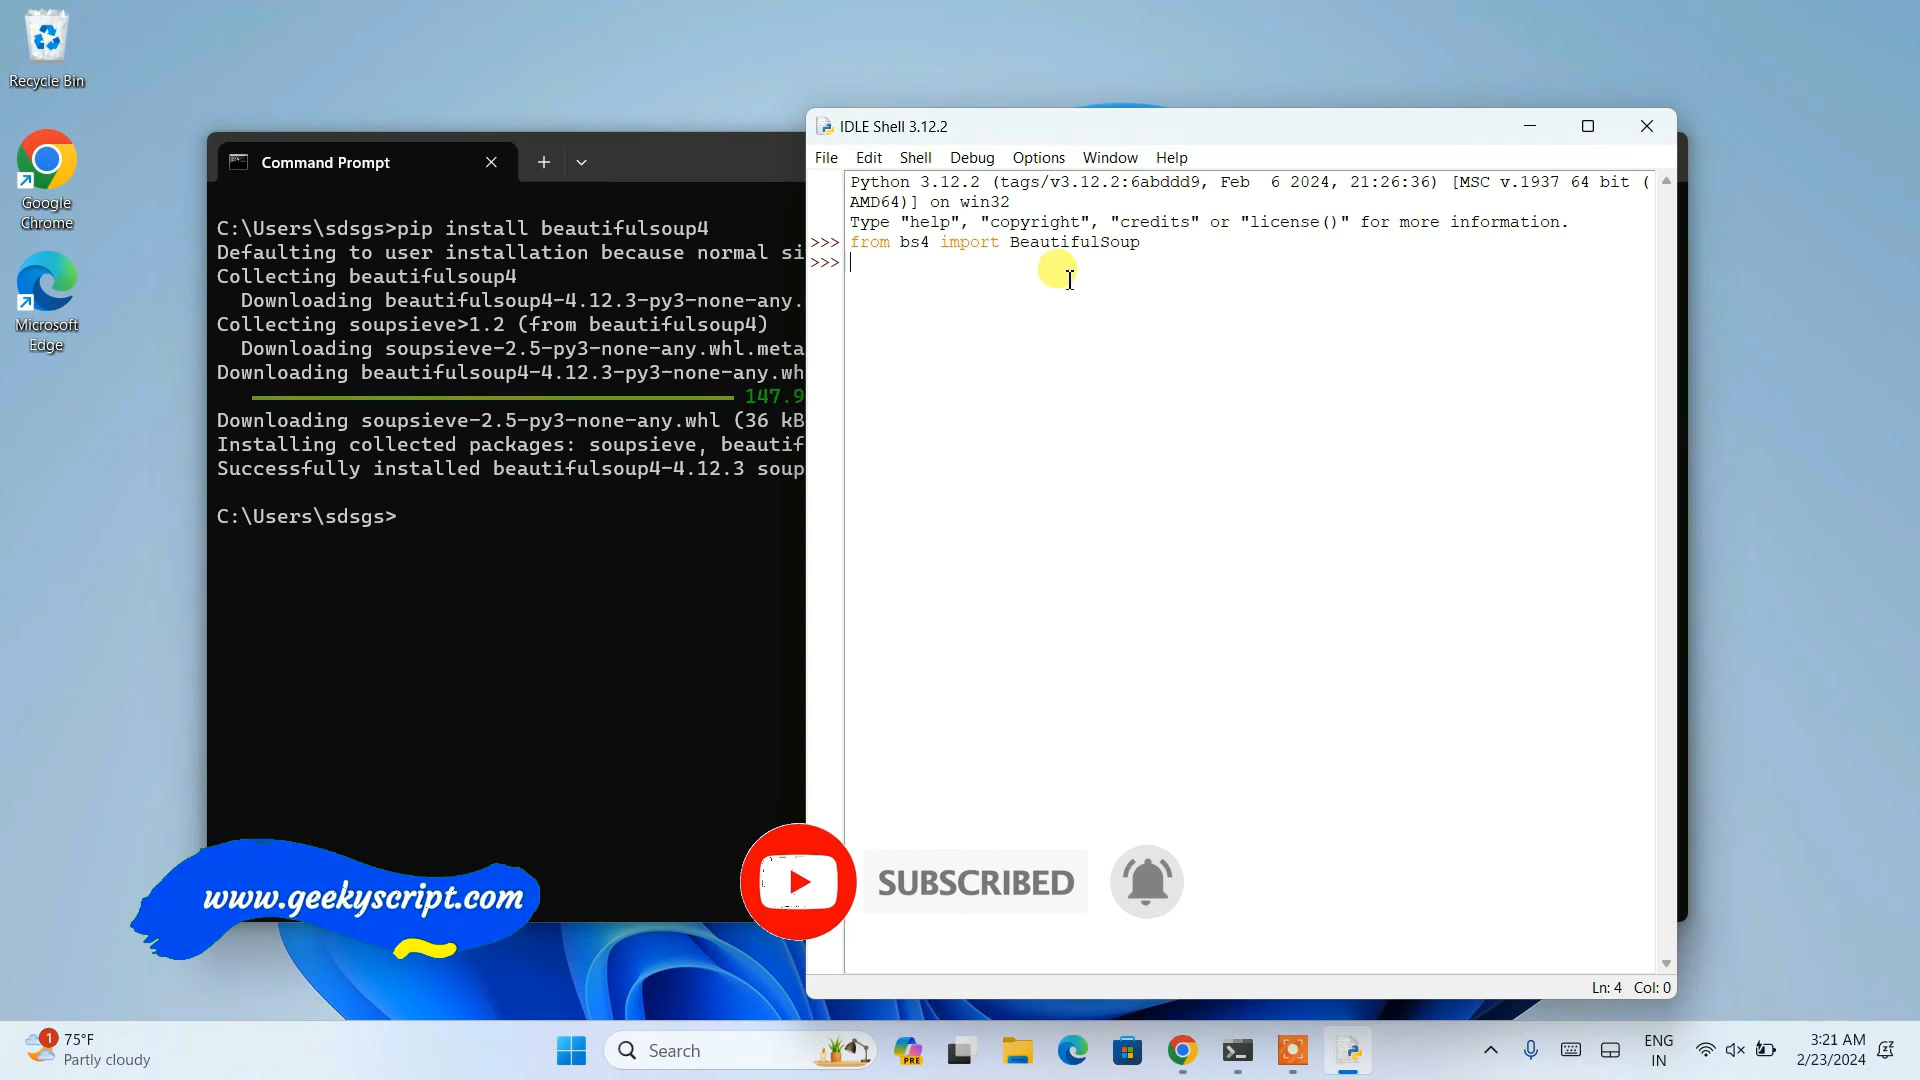 Recycle Bin
Google
Chrome
Microsoft
Edge
Command Prompt
C:\Users\sdsgs>pip install beautifulsoup4
Defaulting to user installation because normal si
Collecting beautifulsoup4
Downloading beautifulsoup4-4.12.3-py3-none-any.
Collecting soupsieve>1.2 (from beautifulsoup4)
Downloading soupsieve-2.5-py3-none-any.whl.meta
Downloading beautifulsoup4-4.12.3-py3-none-any.wh
147.9
Downloading soupsieve-2.5-py3-none-any.whl (36 kB
Installing collected packages: soupsieve, beautif
Successfully installed beautifulsoup4-4.12.3 soup
C:\Users\sdsgs>
IDLE Shell 3.12.2
File Edit Shell Debug Options Window Help
Python 3.12.2 (tags/v3.12.2:6abddd9, Feb  6 2024, 21:26:36) [MSC v.1937 64 bit (
AMD64)] on win32
Type "help", "copyright", "credits" or "license()" for more information.
>>> from bs4 import BeautifulSoup
>>>
www.geekyscript.com
SUBSCRIBED
Ln: 4 Col: 0
1
75°F
Partly cloudy
Search
PRE
ENG
IN
3:21 AM
2/23/2024